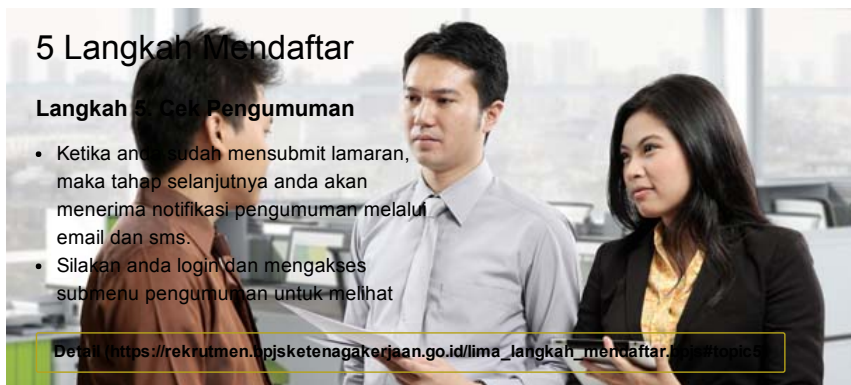 5 Langkah Mendaftar
Langkah 5. Cek Pengumuman
• Ketika anda sudah mensubmit lamaran,
maka tahap selanjutnya anda akan
menerima notifikasi pengumuman melalui
email dan sms.
• Silakan anda login dan mengakses
submenu pengumuman untuk melihat
Detail (https://rekrutmen.bpjsketenagakerjaan.go.id/lima_langkah_mendaftar.bpjs#topic5)